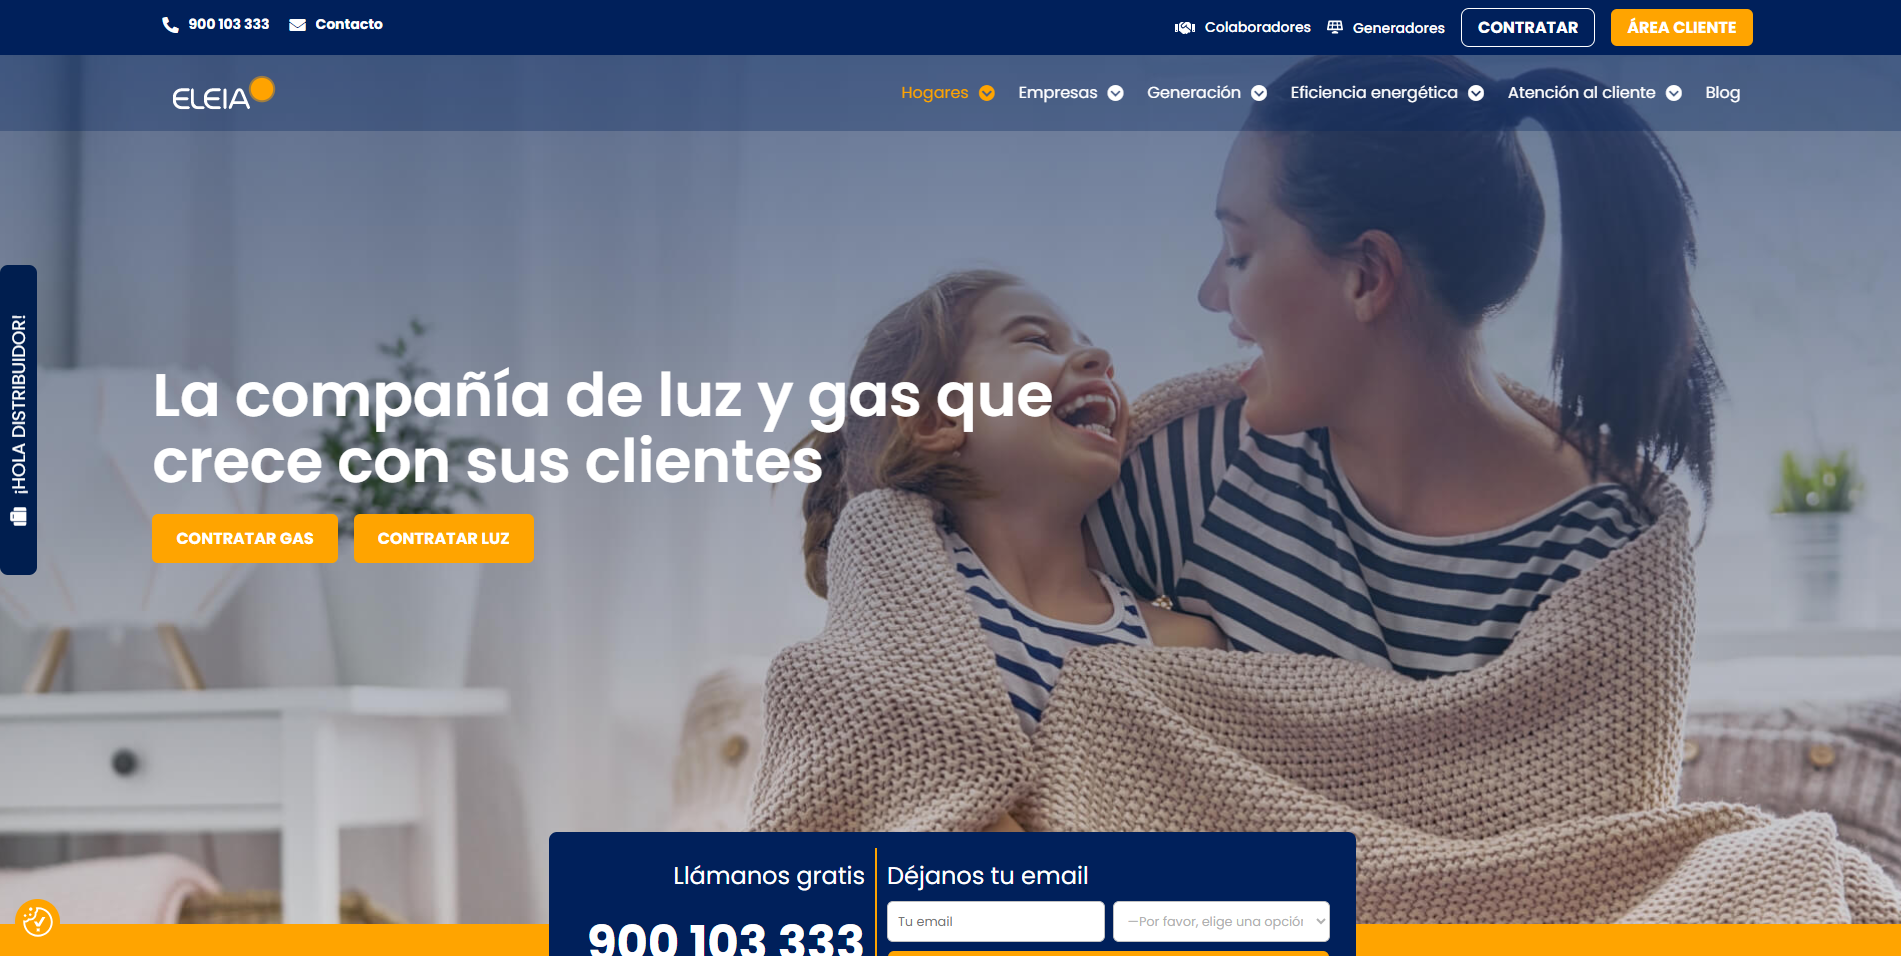 900 103 333
Contacto
Colaboradores
Generadores
CONTRATAR
ÁREA CLIENTE
ELEIA
Hogares
Empresas
Generación
Eficiencia energética
Atención al cliente
Blog
¡HOLA DISTRIBUIDOR!
La compañía de luz y gas que
crece con sus clientes
CONTRATAR GAS
CONTRATAR LUZ
Llámanos gratis
900 103 333
Déjanos tu email
Tu email
—Por favor, elige una opción